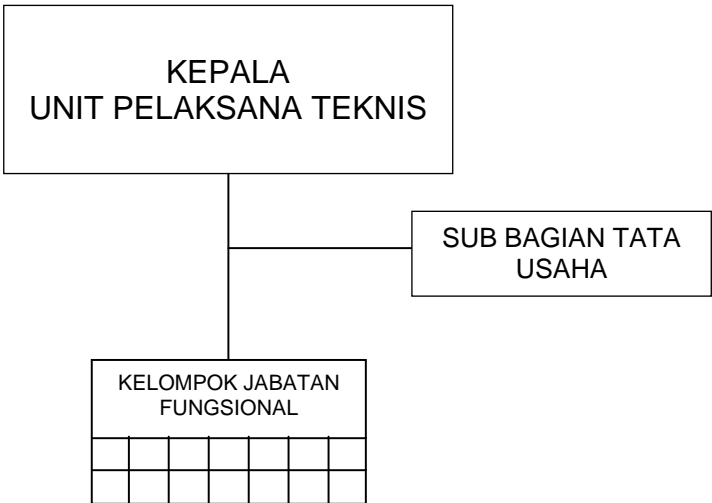 KEPALA
UNIT PELAKSANA TEKNIS
SUB BAGIAN TATA
USAHA
KELOMPOK JABATAN
FUNGSIONAL